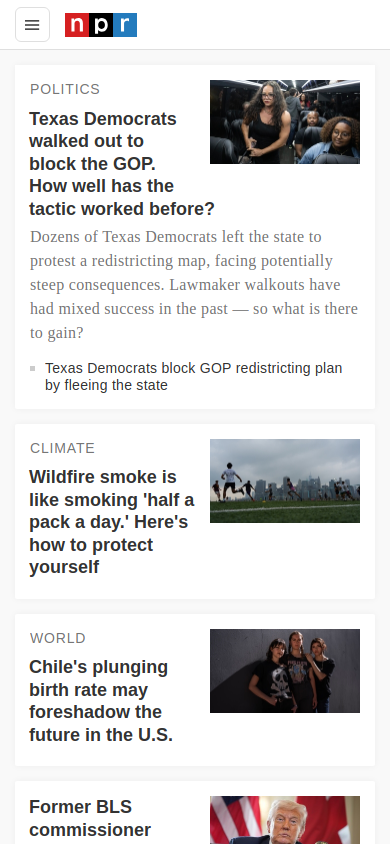 npr
POLITICS
Texas Democrats
walked out to
block the GOP.
How well has the
tactic worked before?
Dozens of Texas Democrats left the state to
protest a redistricting map, facing potentially
steep consequences. Lawmaker walkouts have
had mixed success in the past — so what is there
to gain?
Texas Democrats block GOP redistricting plan
by fleeing the state
CLIMATE
Wildfire smoke is
like smoking 'half a
pack a day.' Here's
how to protect
yourself
WORLD
Chile's plunging
birth rate may
foreshadow the
future in the U.S.
Former BLS
commissioner